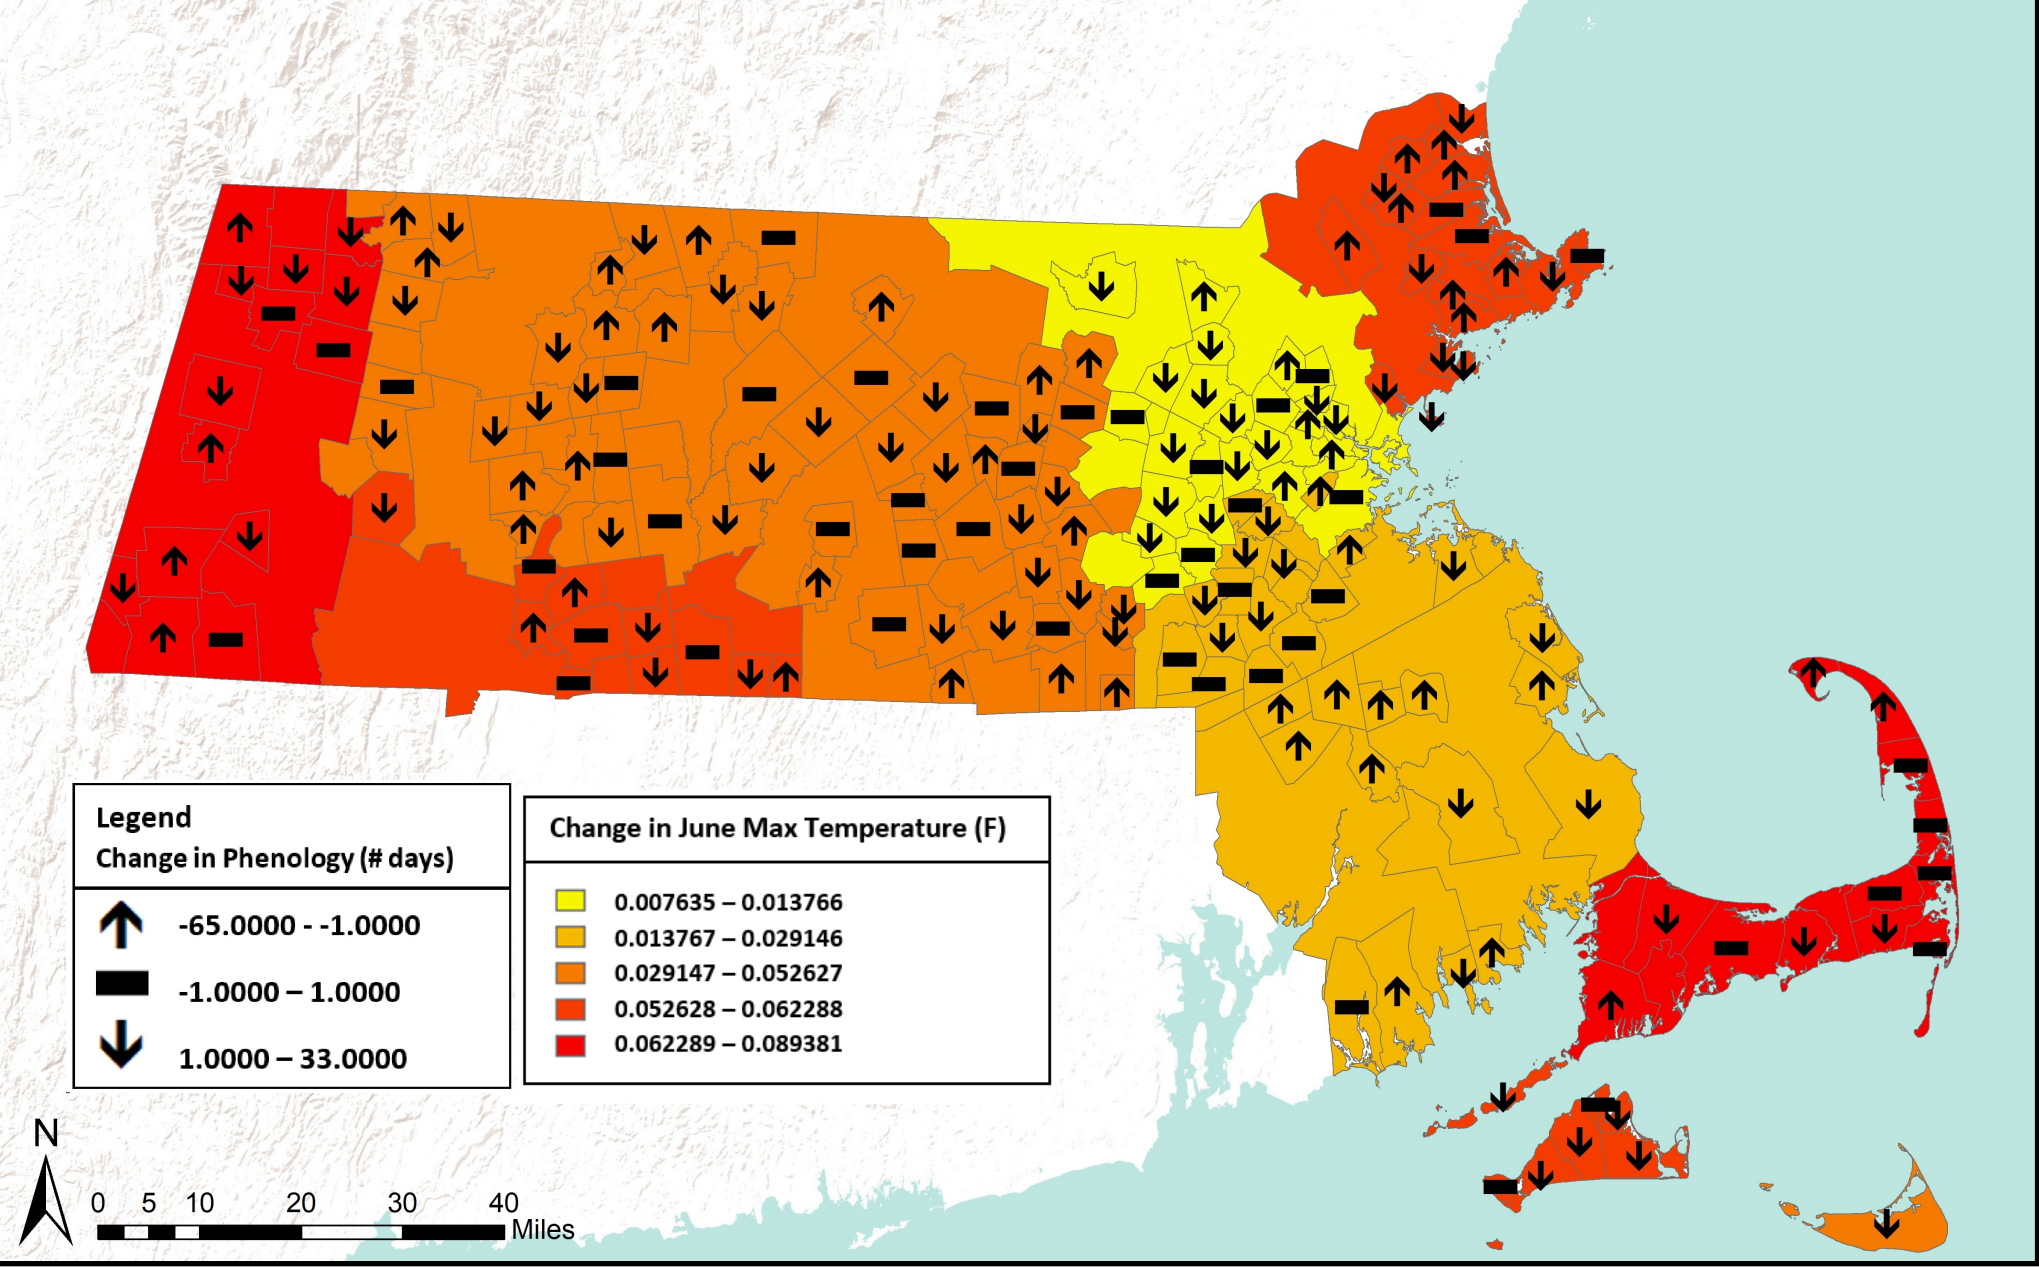 Legend
Change in Phenology (# days)
-65.0000 - -1.0000
-1.0000 – 1.0000
1.0000 – 33.0000
Change in June Max Temperature (F)
0.007635 – 0.013766
0.013767 – 0.029146
0.029147 – 0.052627
0.052628 – 0.062288
0.062289 – 0.089381
N
0 5 10 20 30 40
Miles